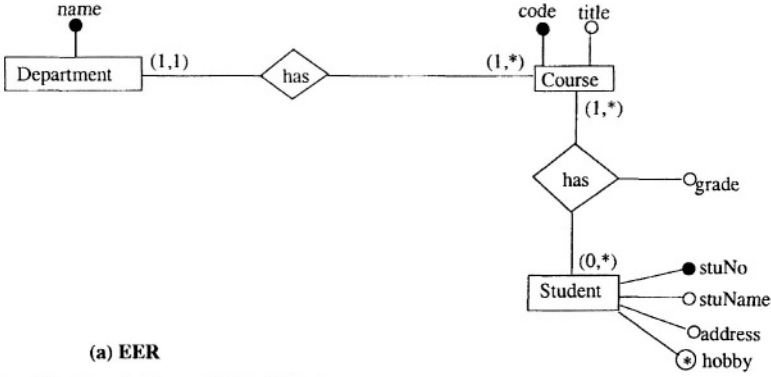 name
code title
Department (1,1) has (1,*) Course
(1,*)
has grade
(0,*)
Student
stuNo
stuName
address
* hobby
(a) EER